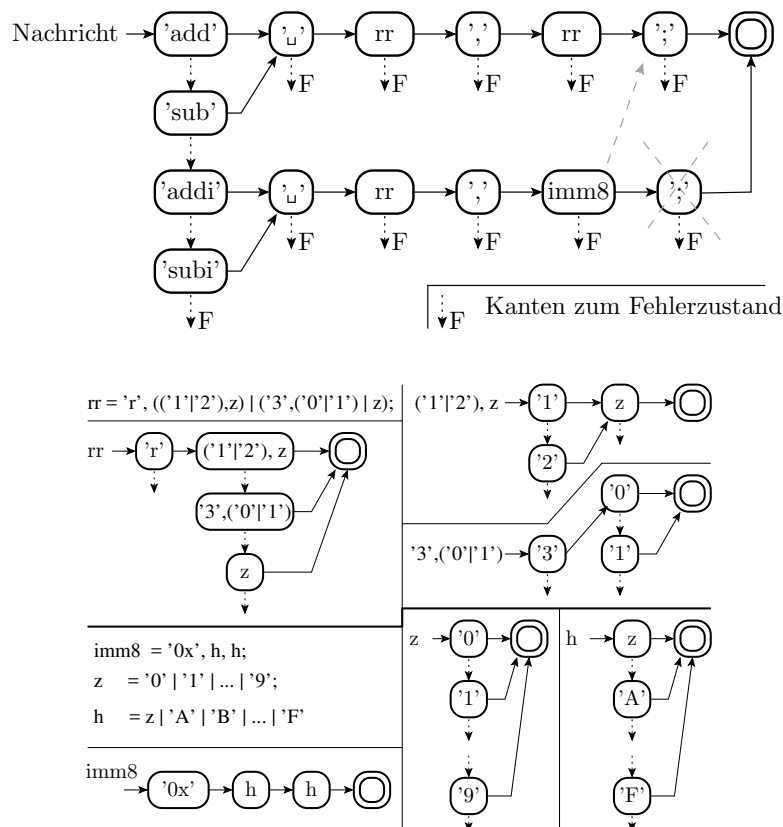 Nachricht 'add' '␣' rr ',' rr ';'
F F F F F
'sub'
'addi' '␣' rr ',' imm8 ';'
F F F F F
'subi'
F
F Kanten zum Fehlerzustand
rr = 'r', (('1'|'2'),z) | ('3',('0'|'1') | z);
rr 'r' ('1'|'2'), z
'3',('0'|'1')
z
('1'|'2'), z '1' z
'2'
'0'
'3',('0'|'1') '3' '1'
imm8 = '0x', h, h;
z = '0' | '1' | ... | '9';
h = z | 'A' | 'B' | ... | 'F'
imm8
'0x' h h
z '0'
'1'
'9'
h z
'A'
'F'